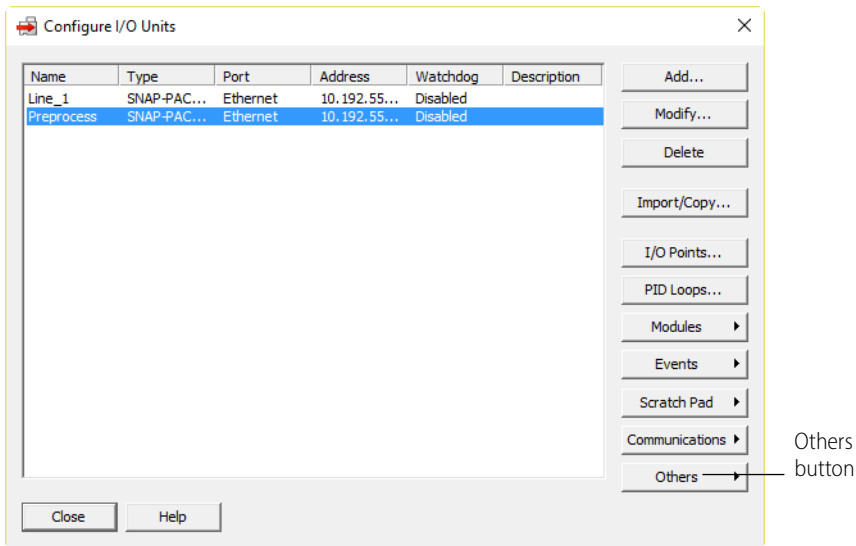 Configure I/O Units
Name Type Port Address Watchdog Description
Line_1 SNAP-PAC... Ethernet 10.192.55... Disabled
Preprocess SNAP-PAC... Ethernet 10.192.55... Disabled
Add...
Modify...
Delete
Import/Copy...
I/O Points...
PID Loops...
Modules
Events
Scratch Pad
Communications
Others
Others
button
Close Help